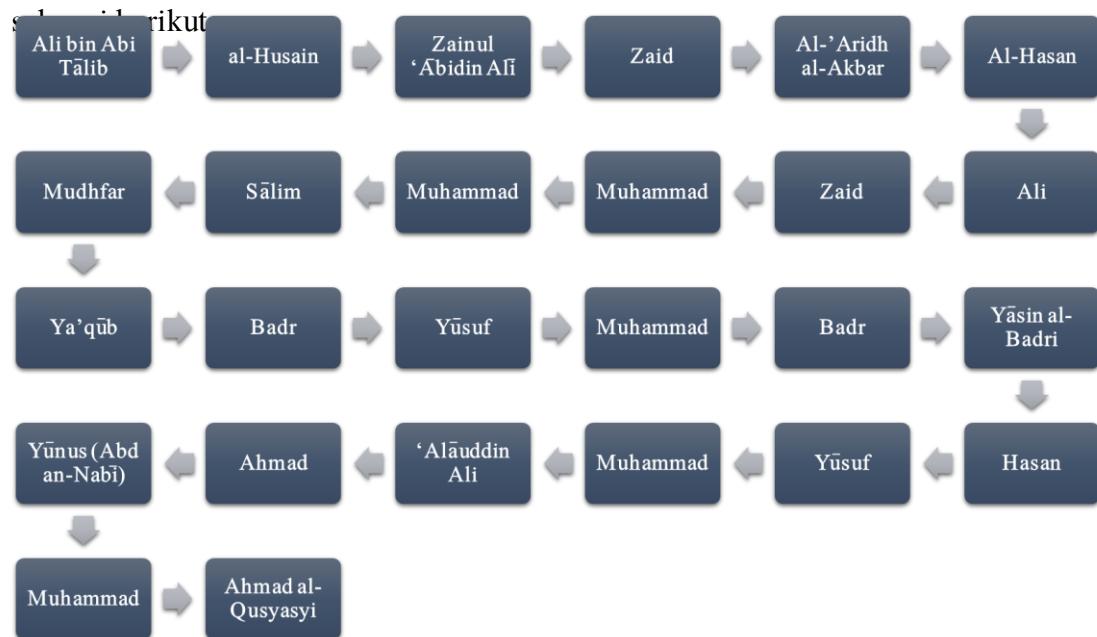 Ali bin Abi
Tālib
al-Husain
Zainul
‘Ābidin Alī
Zaid
Al-’Aridh
al-Akbar
Al-Hasan
Ali
Zaid
Muhammad
Muhammad
Sālim
Mudhfar
Ya’qūb
Badr
Yūsuf
Muhammad
Badr
Yāsin al-
Badri
Hasan
Yūsuf
Muhammad
‘Alāuddin
Ali
Ahmad
Yūnus (Abd
an-Nabī)
Muhammad
Ahmad al-
Qusyasyi